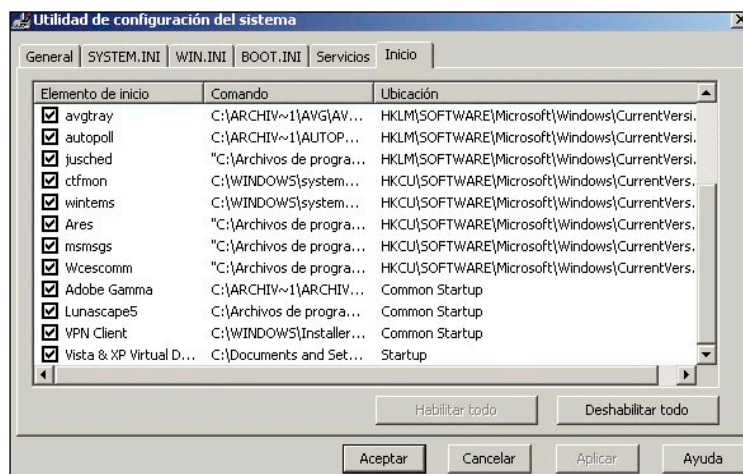 Utilidad de configuración del sistema
General SYSTEM.INI WIN.INI BOOT.INI Servicios Inicio
Elemento de inicio Comando Ubicación
avgtray C:\ARCHIV~1\AVG\AV... HKLM\SOFTWARE\Microsoft\Windows\CurrentVersi.
autopoll C:\ARCHIV~1\AUTOP... HKLM\SOFTWARE\Microsoft\Windows\CurrentVersi.
jusched "C:\Archivos de progra... HKLM\SOFTWARE\Microsoft\Windows\CurrentVersi.
ctfmon C:\WINDOWS\system... HKCU\SOFTWARE\Microsoft\Windows\CurrentVers.
wintems C:\WINDOWS\system... HKCU\SOFTWARE\Microsoft\Windows\CurrentVers.
Ares "C:\Archivos de progra... HKCU\SOFTWARE\Microsoft\Windows\CurrentVers.
msmsgs "C:\Archivos de progra... HKCU\SOFTWARE\Microsoft\Windows\CurrentVers.
Wcescomm "C:\Archivos de progra... HKCU\SOFTWARE\Microsoft\Windows\CurrentVers.
Adobe Gamma C:\ARCHIV~1\ARCHIV... Common Startup
Lunascape5 C:\Archivos de progra... Common Startup
VPN Client C:\WINDOWS\Installer... Common Startup
Vista & XP Virtual D... C:\Documents and Set... Startup
Habilitar todo Deshabilitar todo
Aceptar Cancelar Aplicar Ayuda